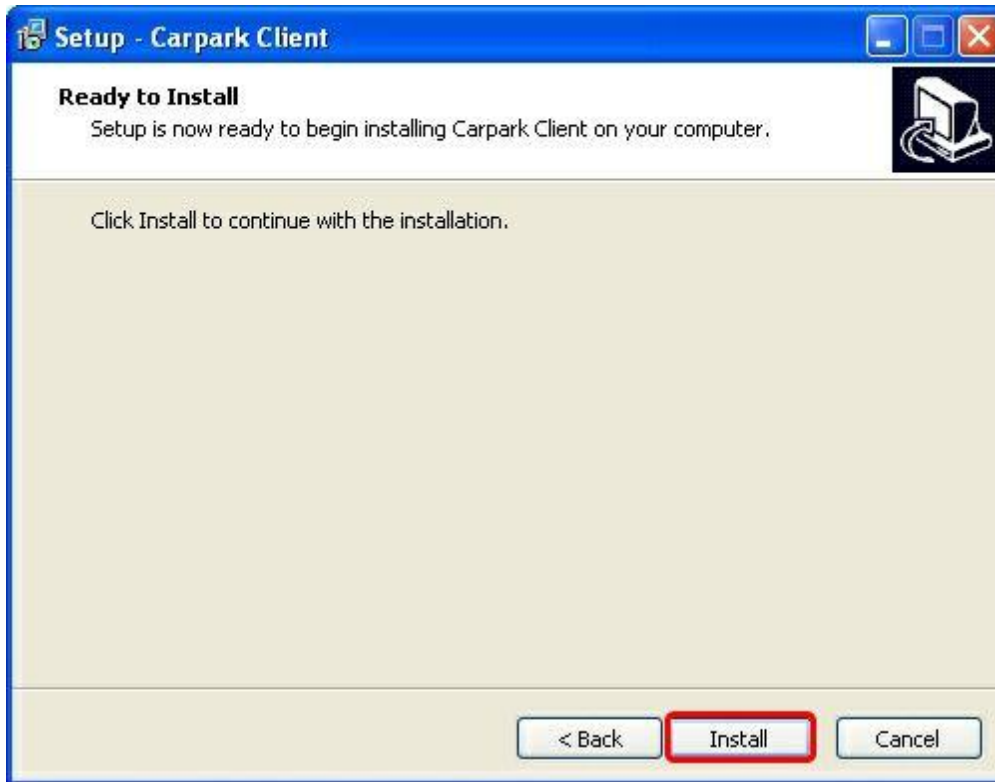 Setup - Carpark Client
Ready to Install
Setup is now ready to begin installing Carpark Client on your computer.
Click Install to continue with the installation.
< Back
Install
Cancel